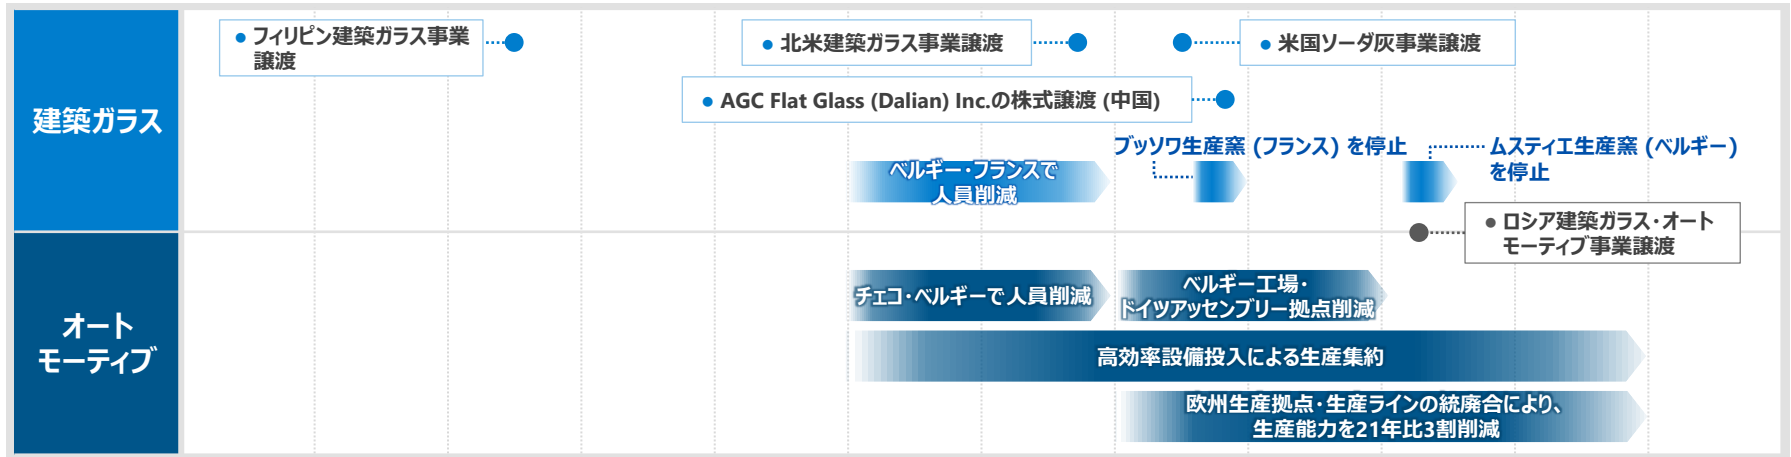 建築ガラス
● フィリピン建築ガラス事業
譲渡
● 北米建築ガラス事業譲渡
● 米国ソーダ灰事業譲渡
● AGC Flat Glass (Dalian) Inc.の株式譲渡 (中国)
ブッソワ生産窯 (フランス) を停止
ムスティエ生産窯 (ベルギー)
を停止
ベルギー・フランスで
人員削減
● ロシア建築ガラス・オート
モーティブ事業譲渡
オート
モーティブ
チェコ・ベルギーで人員削減
ベルギー工場・
ドイツアッセンブリー拠点削減
高効率設備投入による生産集約
欧州生産拠点・生産ラインの統廃合により、
生産能力を21年比3割削減